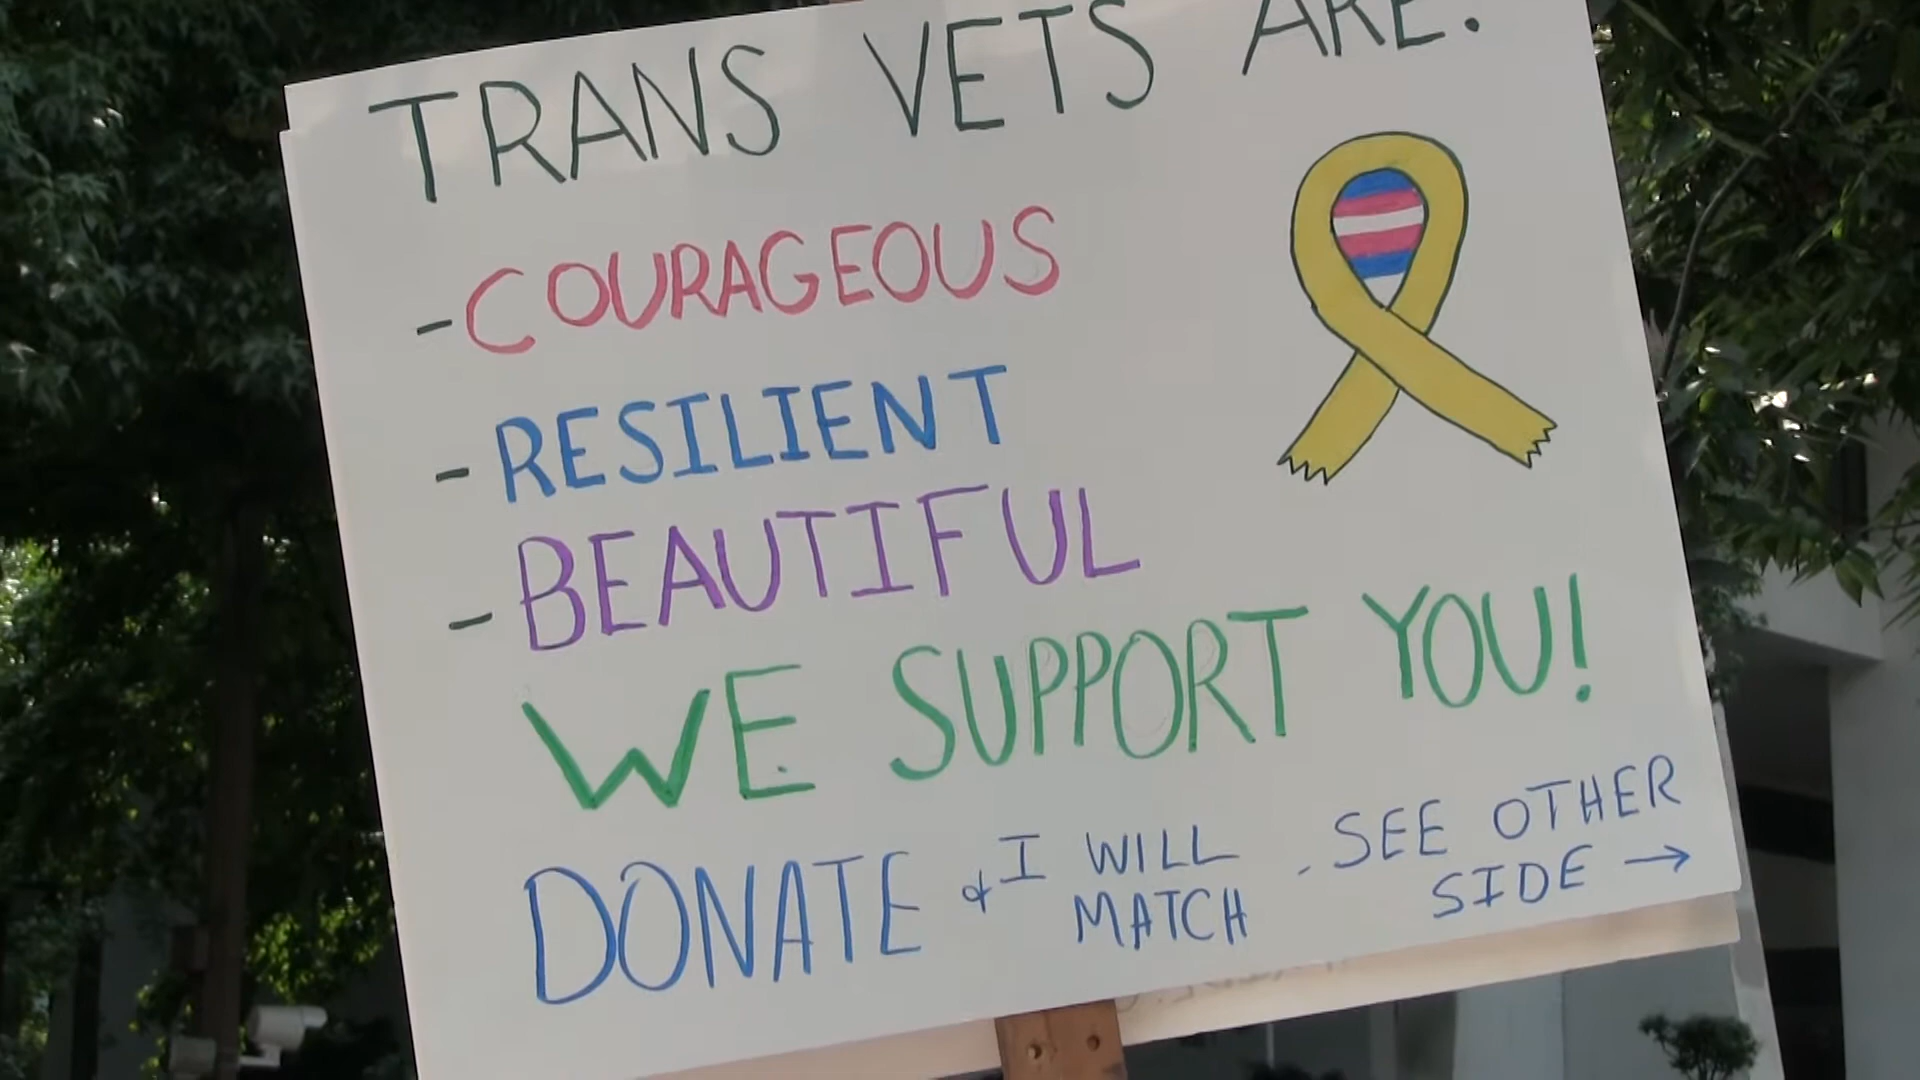 TRANS VETS ARE:
-COURAGEOUS
-RESILIENT
-BEAUTIFUL
WE SUPPORT YOU!
DONATE & I WILL MATCH - SEE OTHER SIDE →